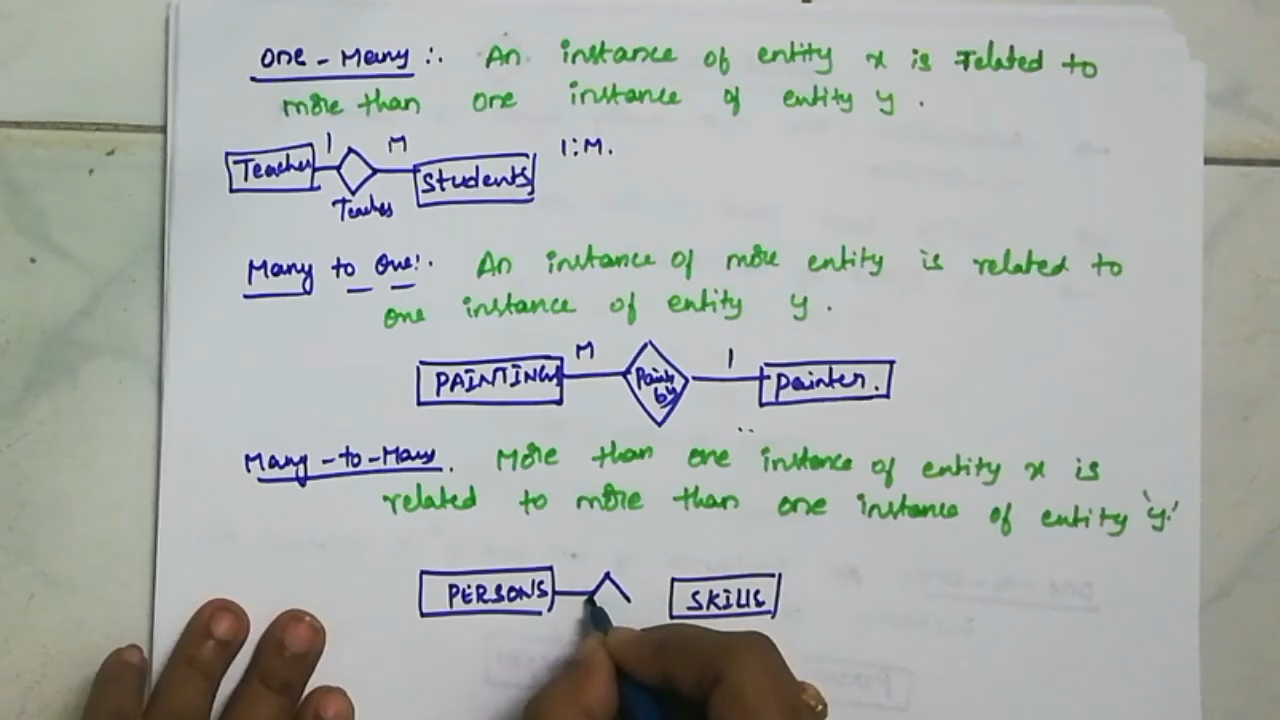 One - Many :. An instance of entity x is related to
more than one instance of entity y.
Teacher 1 M Students 1:M.
Teaches
Many to One:. An instance of more entity is related to
one instance of entity y.
PAINTINGS M Paint by 1 Painter.
Many-to-Many. More than one instance of entity x is
related to more than one instance of entity 'y.'
PERSONS SKILLS